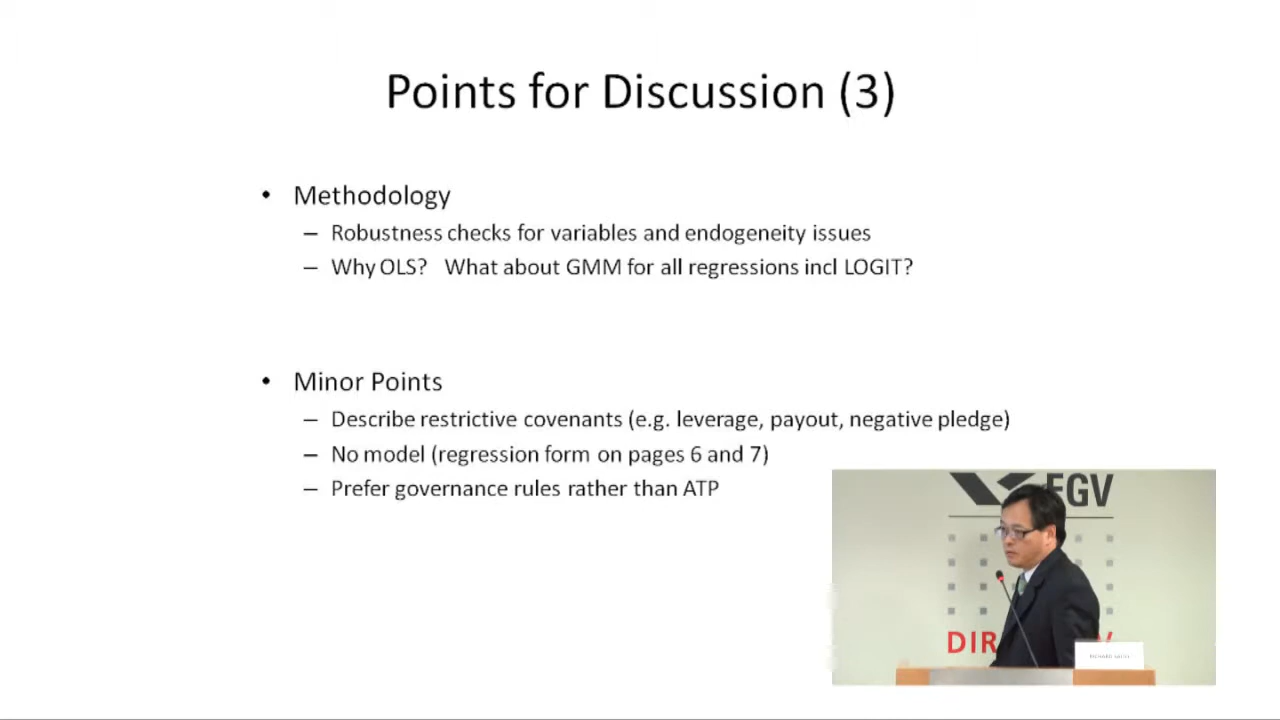 Points for Discussion (3)
• Methodology
– Robustness checks for variables and endogeneity issues
– Why OLS? What about GMM for all regressions incl LOGIT?
• Minor Points
– Describe restrictive covenants (e.g. leverage, payout, negative pledge)
– No model (regression form on pages 6 and 7)
– Prefer governance rules rather than ATP
FGV
DIR V
RICHARD